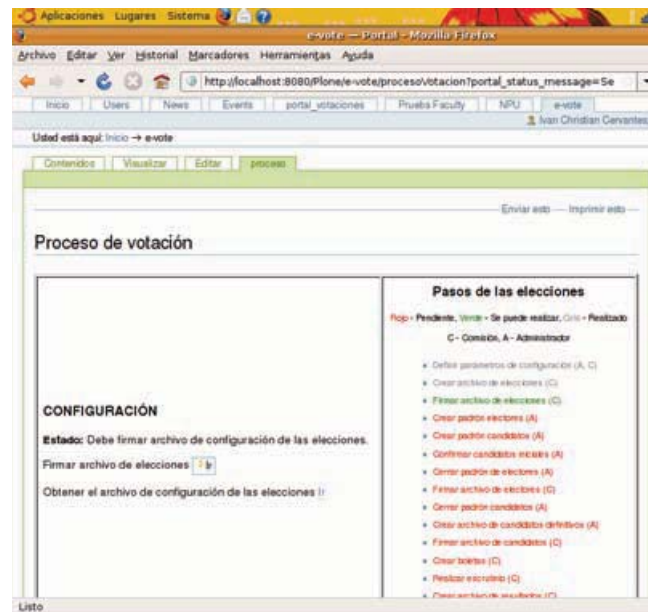 Aplicaciones Lugares Sistema
e-vote — Portal - Mozilla Firefox
Archivo Editar Ver Historial Marcadores Herramientas Ayuda
http://localhost:8080/Plone/e-vote/procesoVotacion?portal_status_message=Se
Inicio Users News Events portal_votaciones Prueba Faculty NPU e-vote
Ivan Christian Cervantes
Usted está aquí: Inicio → e-vote
Contenidos Visualizar Editar proceso
Enviar esto — Imprimir esto —
Proceso de votación
CONFIGURACIÓN
Estado: Debe firmar archivo de configuración de las elecciones.
Firmar archivo de elecciones Ir
Obtener el archivo de configuración de las elecciones Ir
Pasos de las elecciones
Rojo - Pendiente, Verde - Se puede realizar, Gris - Realizado
C - Comisión, A - Administrador
Definir parámetros de configuración (A, C)
Crear archivo de elecciones (C)
Firmar archivo de elecciones (C)
Crear padrón electores (A)
Crear padrón candidatos (A)
Confirmar candidatos iniciales (A)
Cerrar padrón de electores (A)
Firmar archivo de electores (C)
Cerrar padrón candidatos (A)
Crear archivo de candidatos definitivos (A)
Firmar archivo de candidatos (C)
Crear boletas (C)
Realizar escrutinio (C)
Crear archivo de resultados (C)
Listo